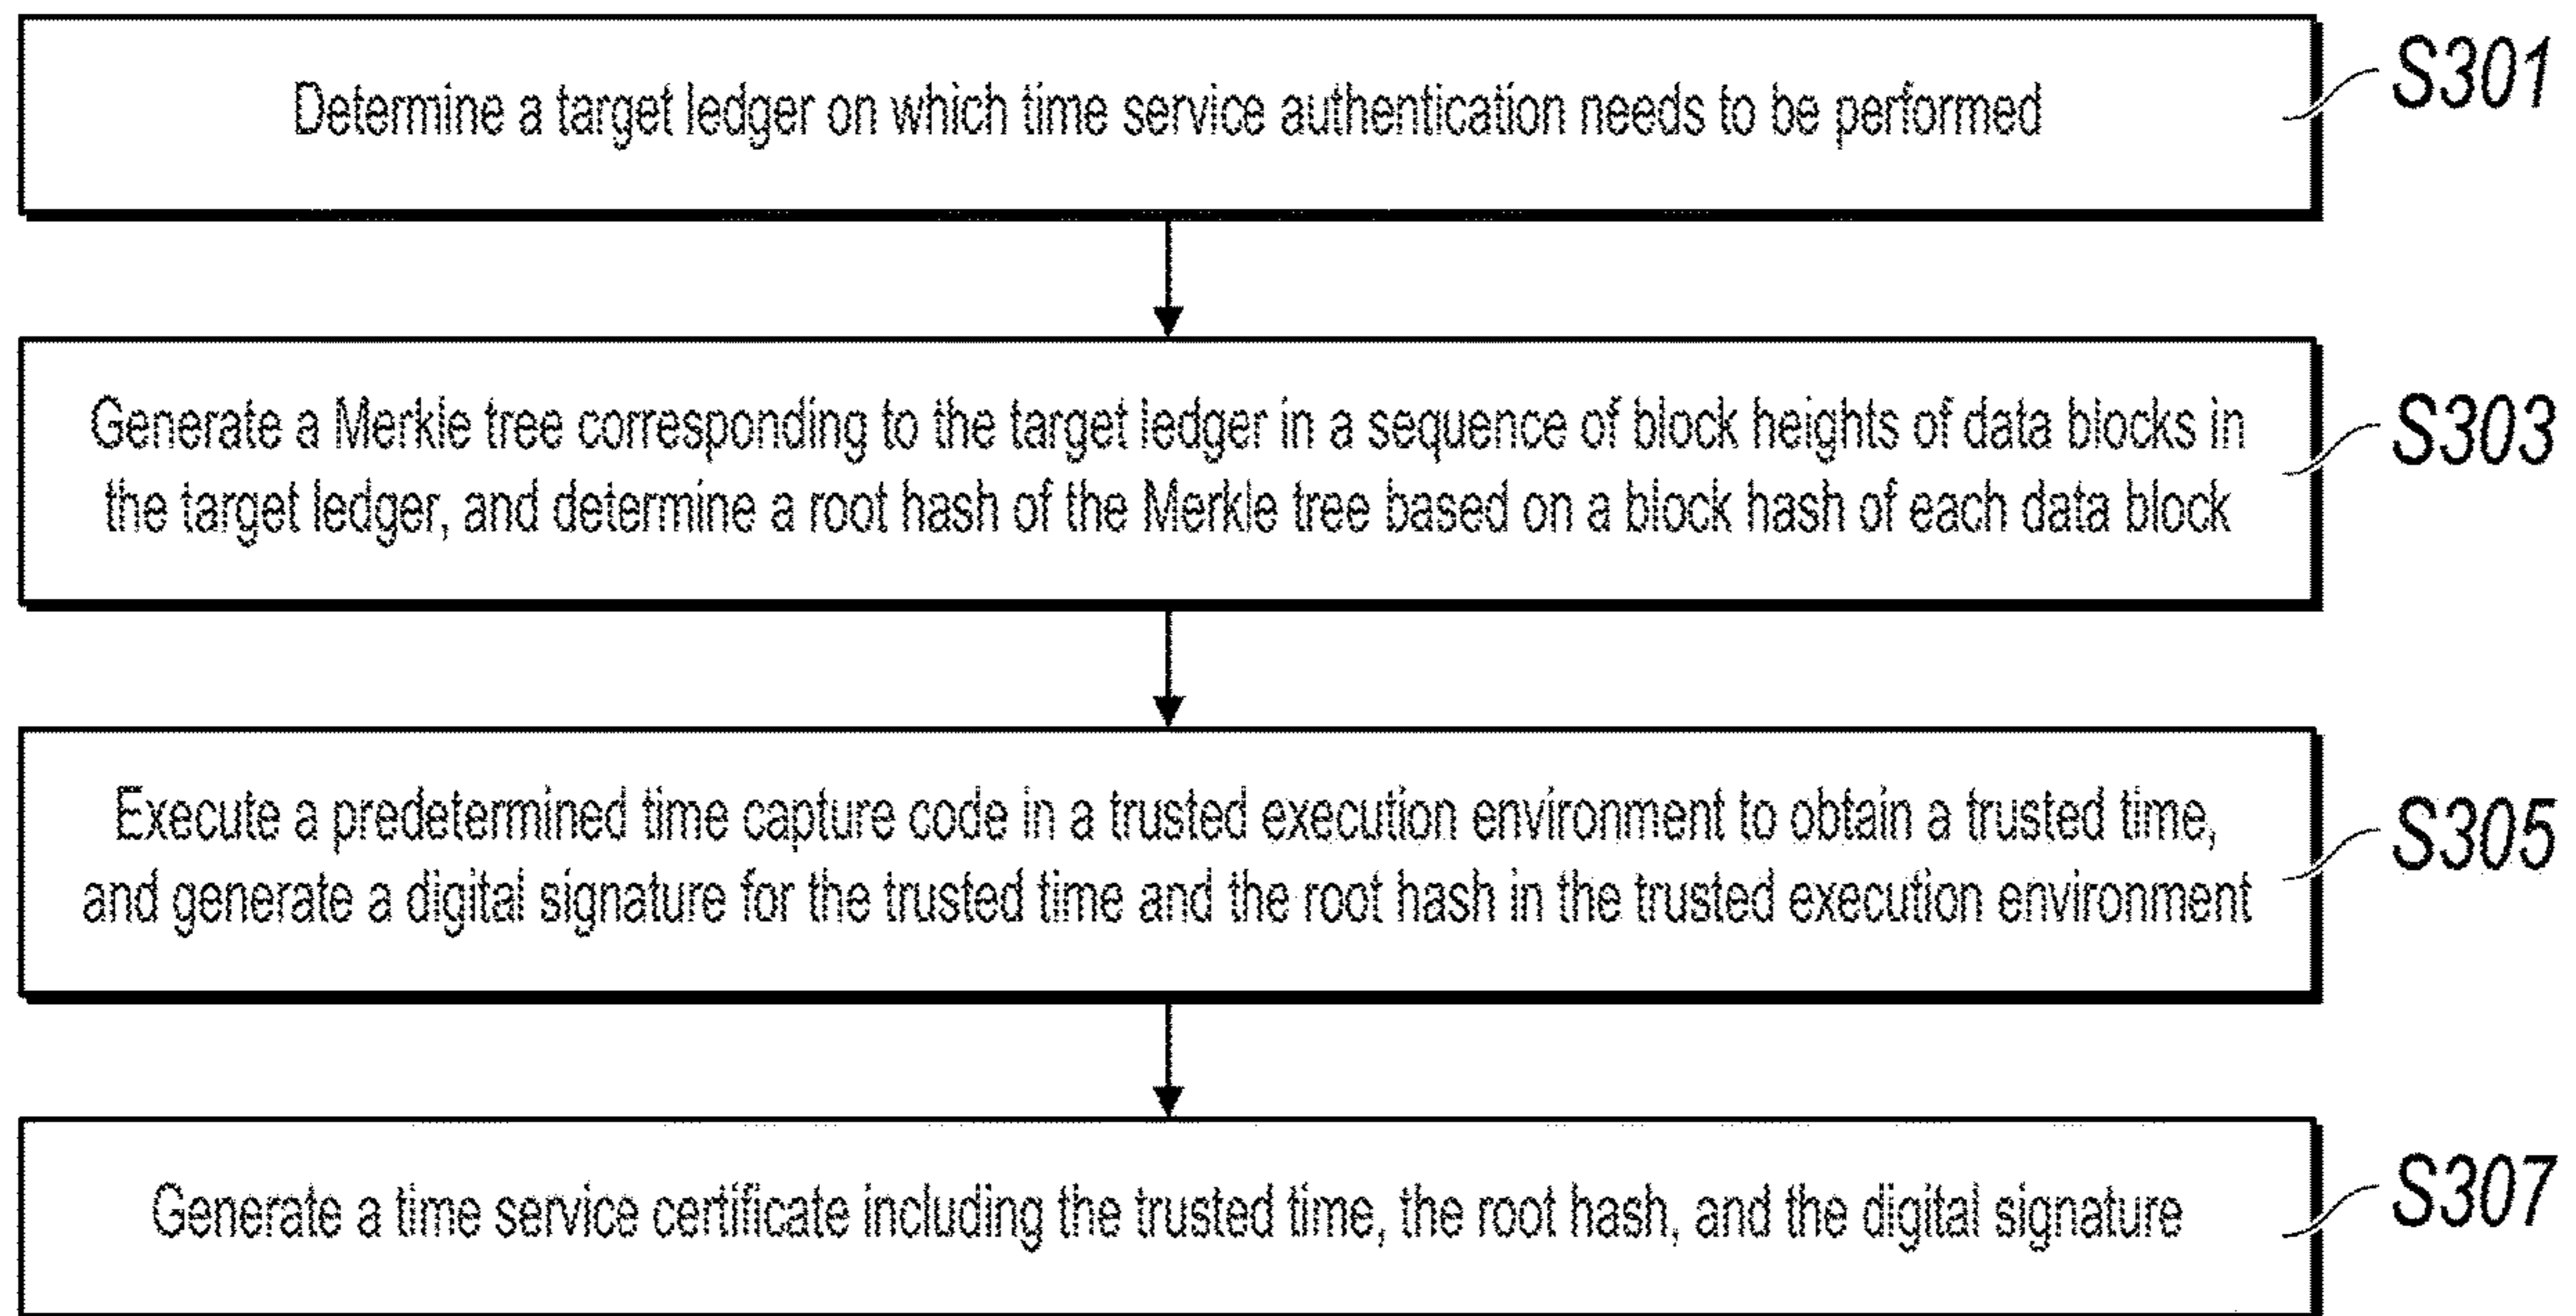 Determine a target ledger on which time service authentication needs to be performed
S301
Generate a Merkle tree corresponding to the target ledger in a sequence of block heights of data blocks in
the target ledger, and determine a root hash of the Merkle tree based on a block hash of each data block
S303
Execute a predetermined time capture code in a trusted execution environment to obtain a trusted time,
and generate a digital signature for the trusted time and the root hash in the trusted execution environment
S305
Generate a time service certificate including the trusted time, the root hash, and the digital signature
S307